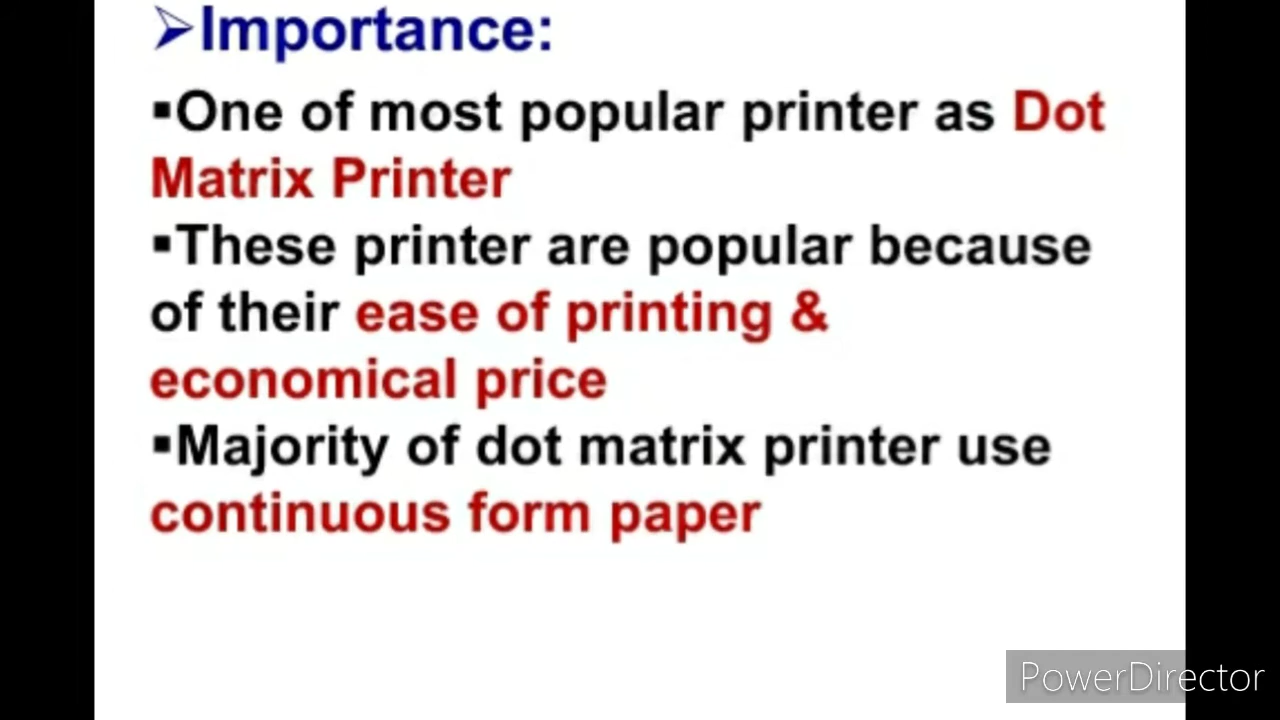 ➢Importance:
▪One of most popular printer as Dot
Matrix Printer
▪These printer are popular because
of their ease of printing &
economical price
▪Majority of dot matrix printer use
continuous form paper
PowerDirector